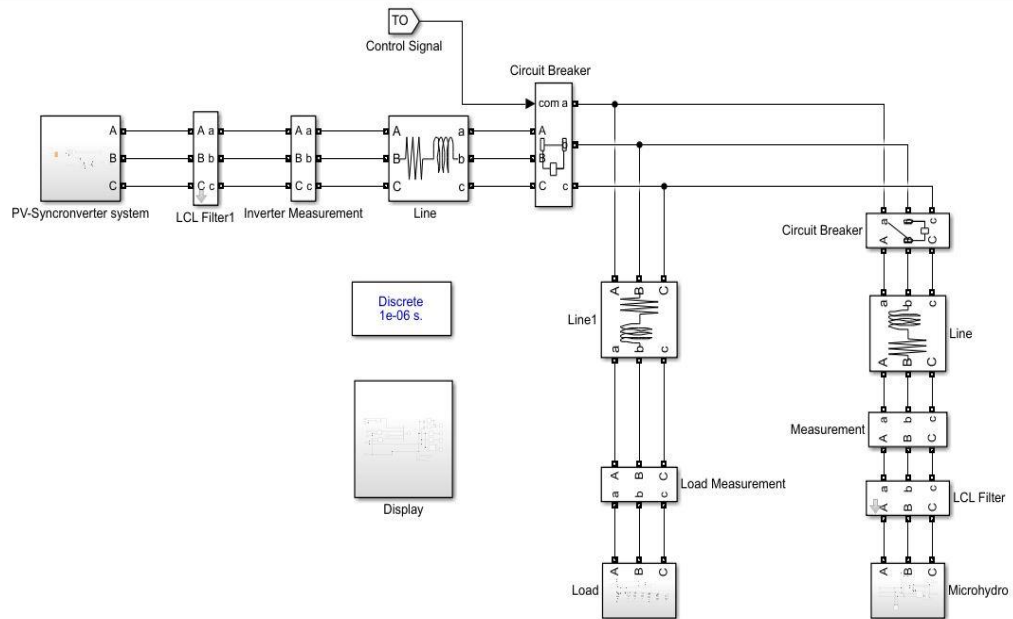 TO
Control Signal
Circuit Breaker
com a
A A a A a A a A
B B b B b B b B b
C C c C c C c C c
PV-Syncronverter system
LCL Filter1
Inverter Measurement
Line
Circuit Breaker
a b c
A B C
Discrete
1e-06 s.
Line1
A B C
a b c
Line
a b c
A B C
Measurement
a b c
A B C
Load Measurement
A B C
a b c
LCL Filter
a b c
A B C
Display
Load
A B C
Microhydro
A B C